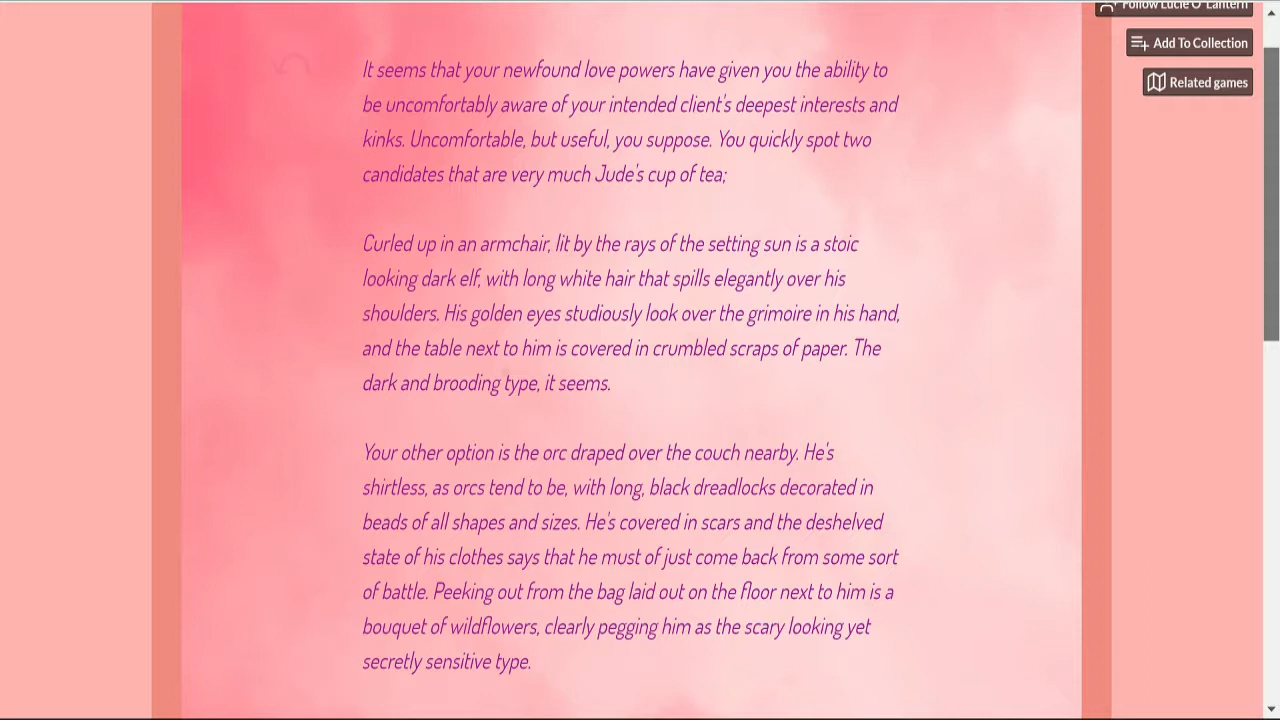 Follow Lucie O' Lantern
Add To Collection
Related games
It seems that your newfound love powers have given you the ability to
be uncomfortably aware of your intended client's deepest interests and
kinks. Uncomfortable, but useful, you suppose. You quickly spot two
candidates that are very much Jude's cup of tea;
Curled up in an armchair, lit by the rays of the setting sun is a stoic
looking dark elf, with long white hair that spills elegantly over his
shoulders. His golden eyes studiously look over the grimoire in his hand,
and the table next to him is covered in crumbled scraps of paper. The
dark and brooding type, it seems.
Your other option is the orc draped over the couch nearby. He's
shirtless, as orcs tend to be, with long, black dreadlocks decorated in
beads of all shapes and sizes. He's covered in scars and the deshelved
state of his clothes says that he must of just come back from some sort
of battle. Peeking out from the bag laid out on the floor next to him is a
bouquet of wildflowers, clearly pegging him as the scary looking yet
secretly sensitive type.